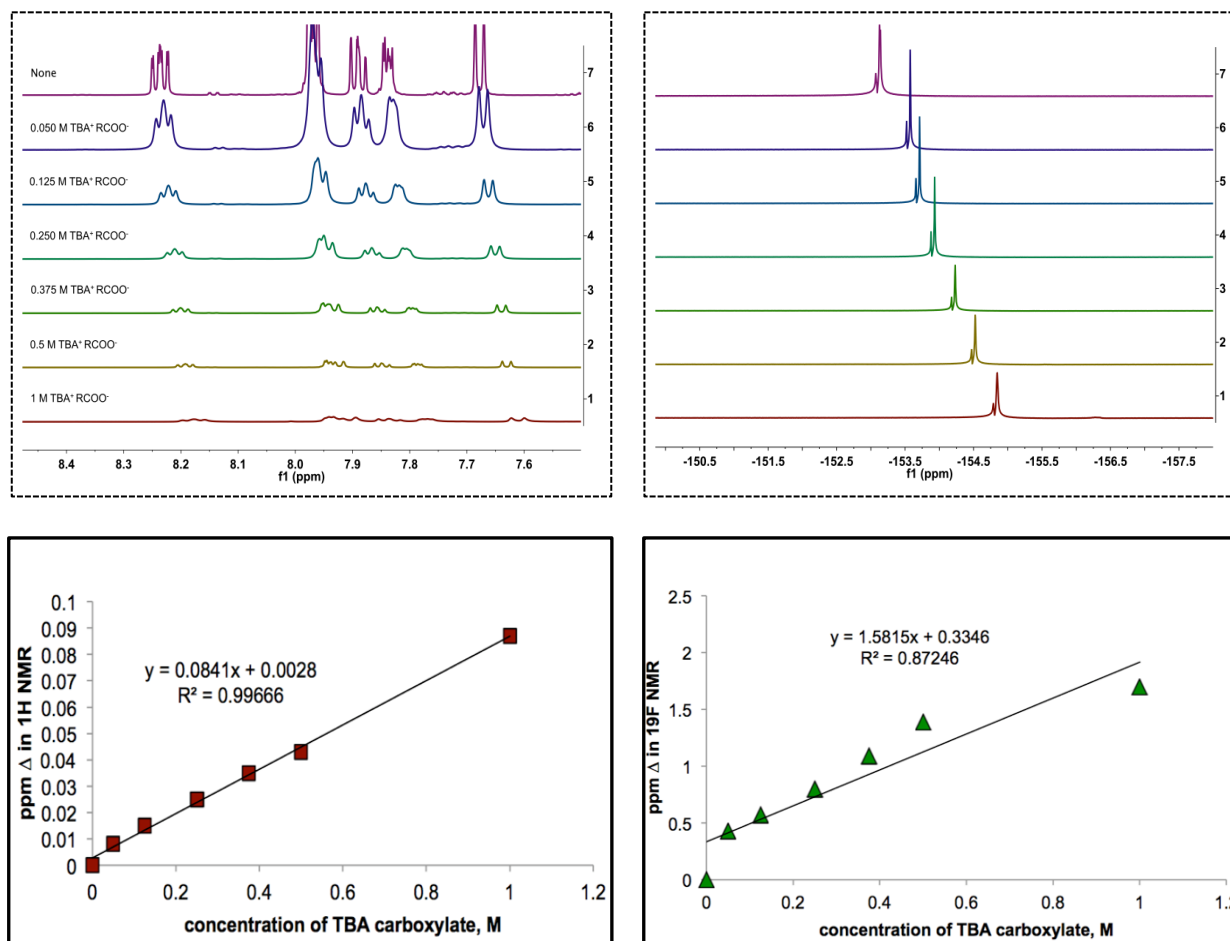 None
0.050 M TBA⁺ RCOO⁻
0.125 M TBA⁺ RCOO⁻
0.250 M TBA⁺ RCOO⁻
0.375 M TBA⁺ RCOO⁻
0.5 M TBA⁺ RCOO⁻
1 M TBA⁺ RCOO⁻
7
6
5
4
3
2
1
8.4 8.3 8.2 8.1 8.0 7.9 7.8 7.7 7.6
f1 (ppm)
7
6
5
4
3
2
1
-150.5 -151.5 -152.5 -153.5 -154.5 -155.5 -156.5 -157.5
f1 (ppm)
ppm Δ in 1H NMR
0.1
0.09
0.08
0.07
0.06
0.05
0.04
0.03
0.02
0.01
0
y = 0.0841x + 0.0028
R² = 0.99666
0 0.2 0.4 0.6 0.8 1 1.2
concentration of TBA carboxylate, M
ppm Δ in 19F NMR
2.5
2
1.5
1
0.5
0
y = 1.5815x + 0.3346
R² = 0.87246
0 0.2 0.4 0.6 0.8 1 1.2
concentration of TBA carboxylate, M